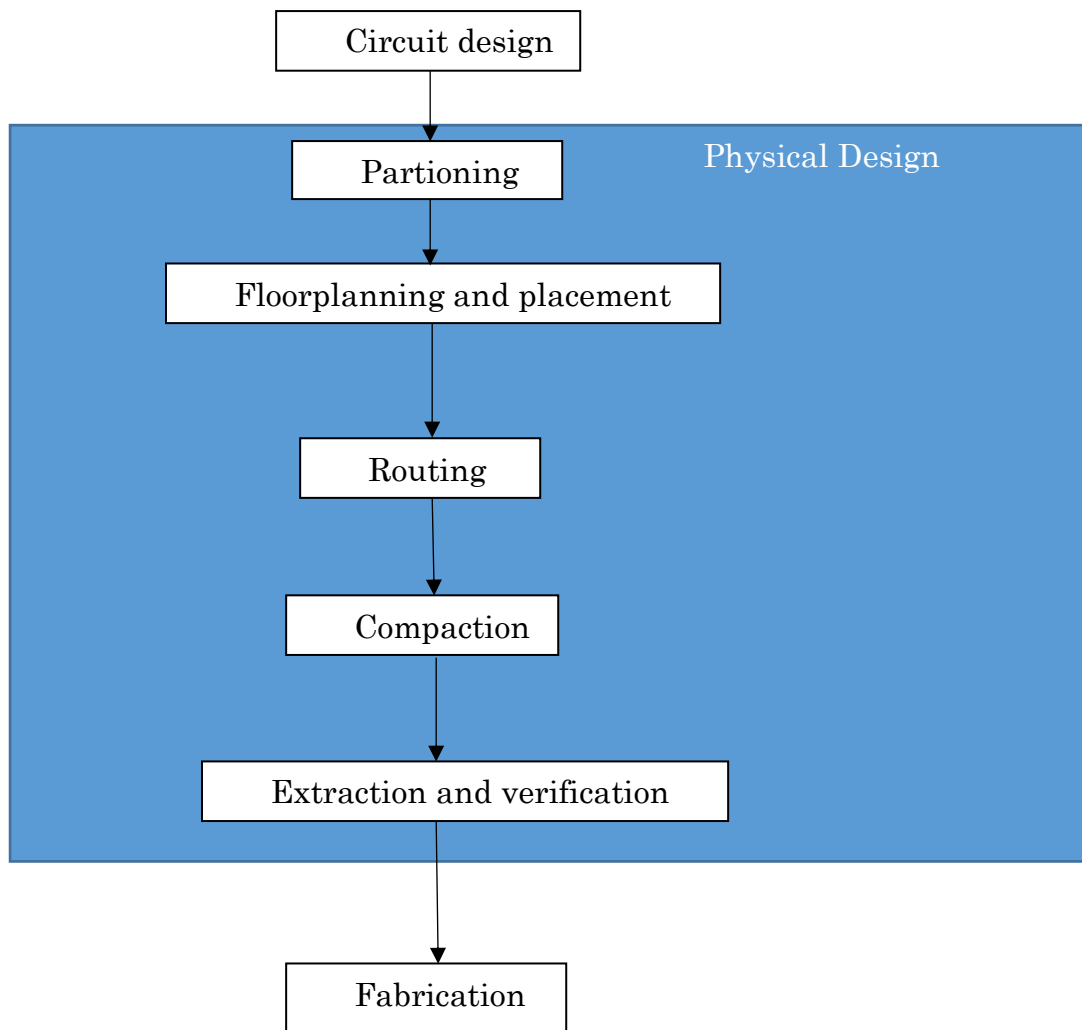 Circuit design
Physical Design
Partioning
Floorplanning and placement
Routing
Compaction
Extraction and verification
Fabrication